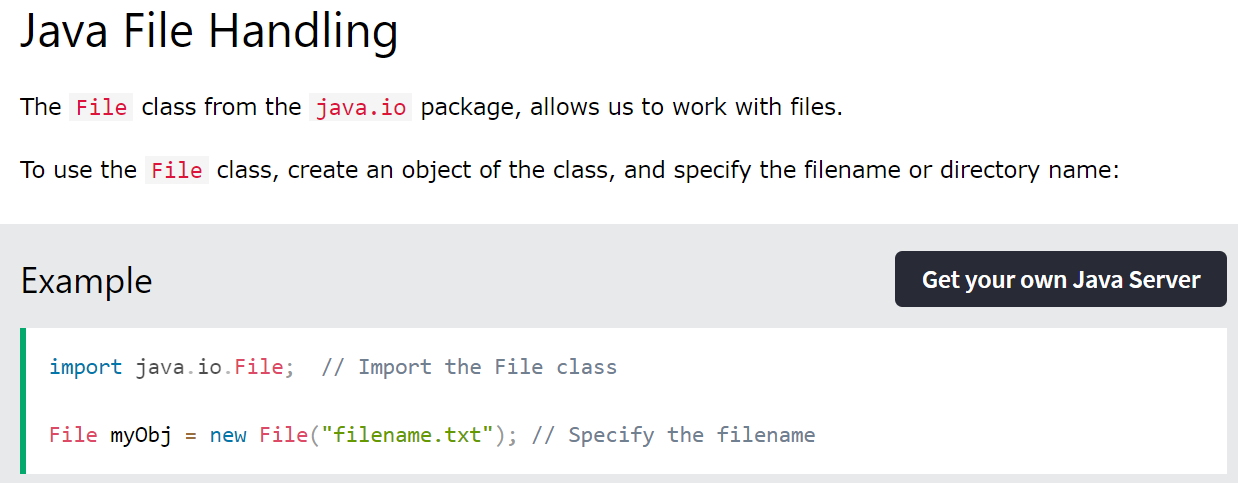 Java File Handling
The File class from the java.io package, allows us to work with files.
To use the File class, create an object of the class, and specify the filename or directory name:
Example
Get your own Java Server
import java.io.File;  // Import the File class
File myObj = new File("filename.txt"); // Specify the filename